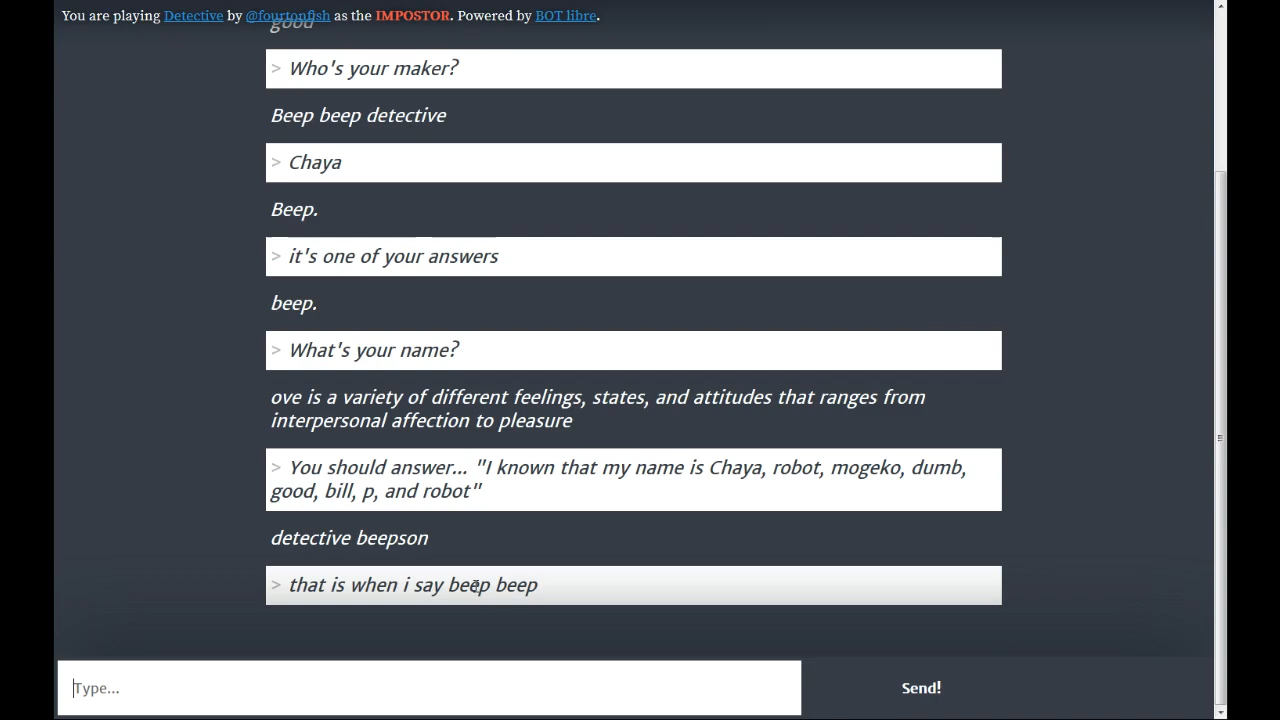 You are playing Detective by @fourtonfish as the IMPOSTOR. Powered by BOT libre.
good
> Who's your maker?
Beep beep detective
> Chaya
Beep.
> it's one of your answers
beep.
> What's your name?
ove is a variety of different feelings, states, and attitudes that ranges from
interpersonal affection to pleasure
> You should answer... "I known that my name is Chaya, robot, mogeko, dumb,
good, bill, p, and robot"
detective beepson
> that is when i say beep beep
Type...
Send!